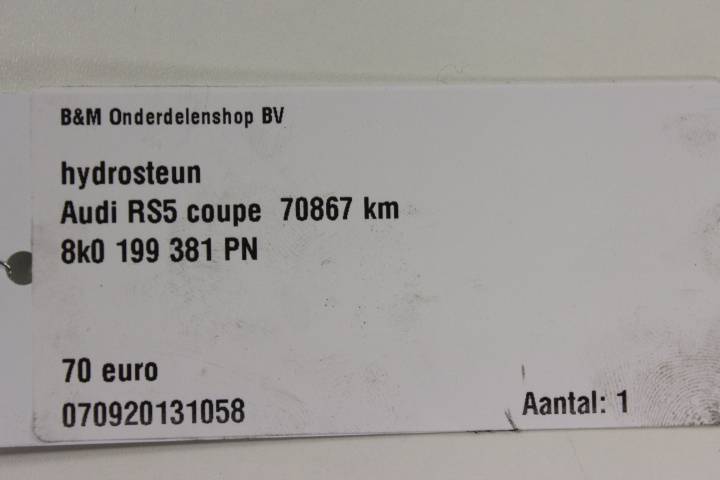 B&M Onderdelenshop BV
hydrosteun
Audi RS5 coupe 70867 km
8k0 199 381 PN
70 euro
070920131058
Aantal: 1